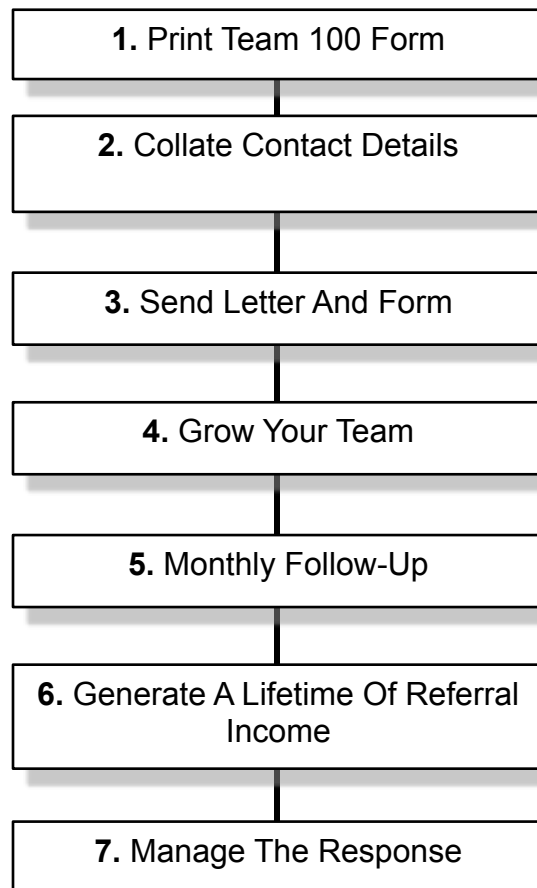 1. Print Team 100 Form
2. Collate Contact Details
3. Send Letter And Form
4. Grow Your Team
5. Monthly Follow-Up
6. Generate A Lifetime Of Referral
Income
7. Manage The Response